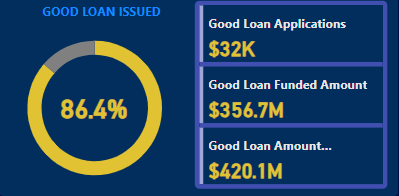 GOOD LOAN ISSUED
86.4%
Good Loan Applications
$32K
Good Loan Funded Amount
$356.7M
Good Loan Amount...
$420.1M